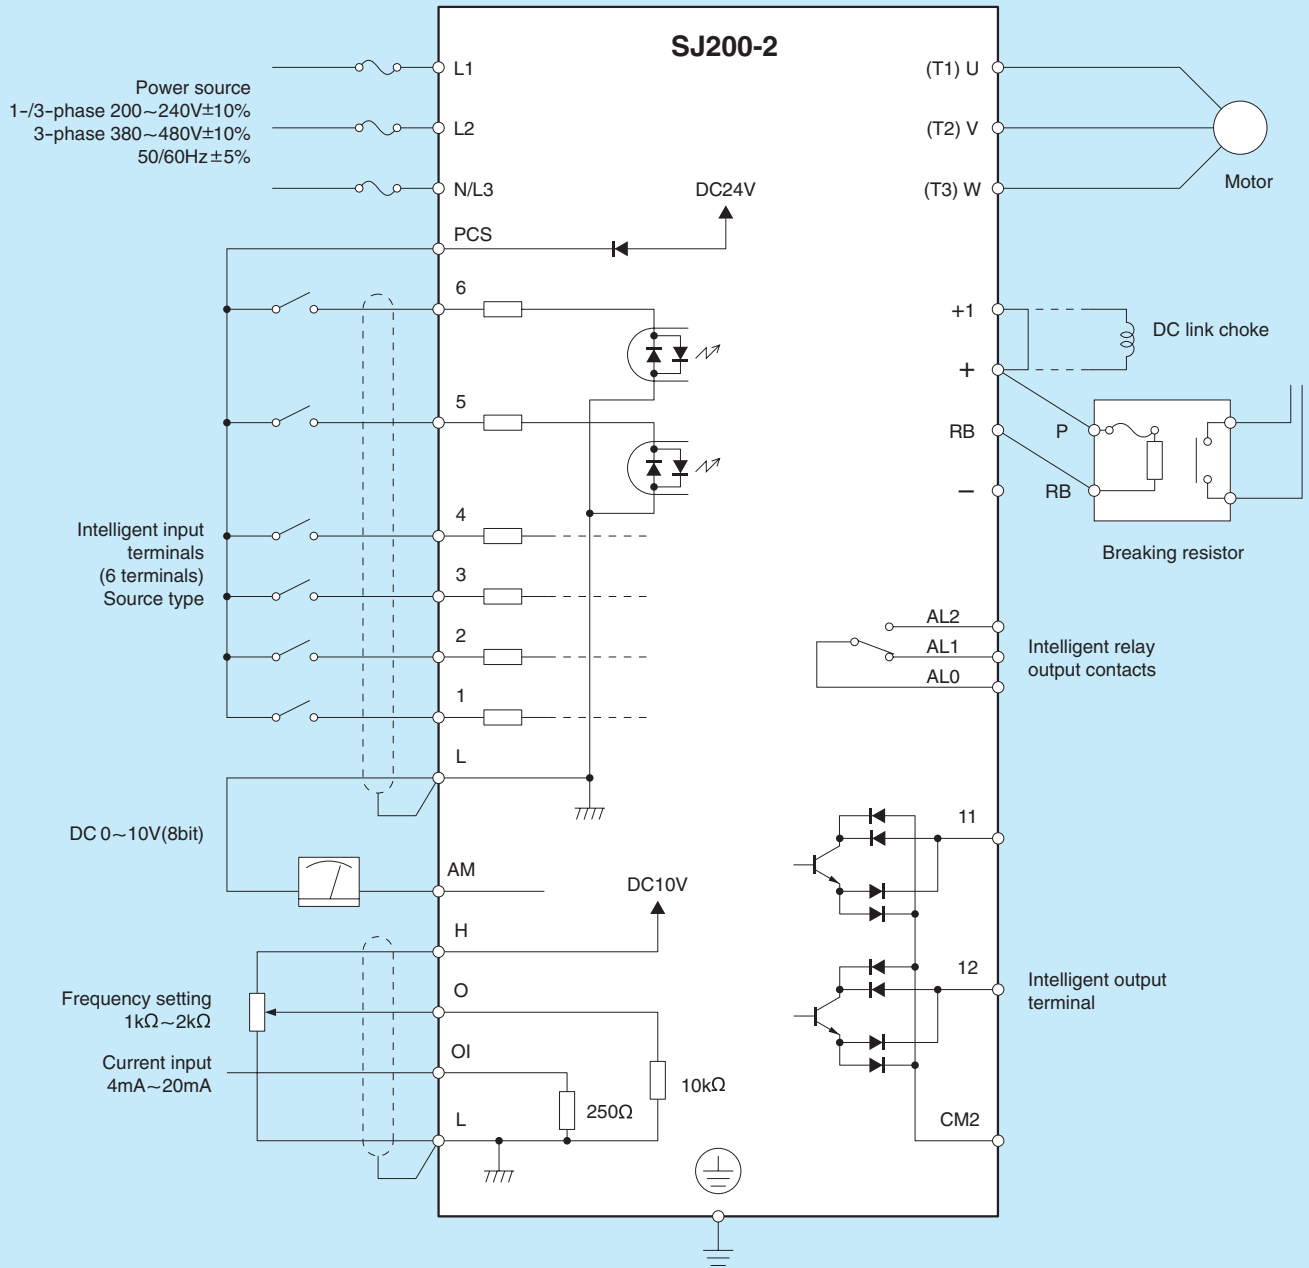 SJ200-2
Power source
1-/3-phase 200~240V±10%
3-phase 380~480V±10%
50/60Hz±5%
L1
L2
N/L3
PCS
DC24V
(T1) U
(T2) V
(T3) W
Motor
6
5
4
3
2
1
L
Intelligent input
terminals
(6 terminals)
Source type
+1
+
RB
−
DC link choke
P
RB
Breaking resistor
AL2
AL1
AL0
Intelligent relay
output contacts
DC 0~10V(8bit)
AM
H
DC10V
O
OI
L
Frequency setting
1kΩ~2kΩ
Current input
4mA~20mA
250Ω
10kΩ
11
12
CM2
Intelligent output
terminal